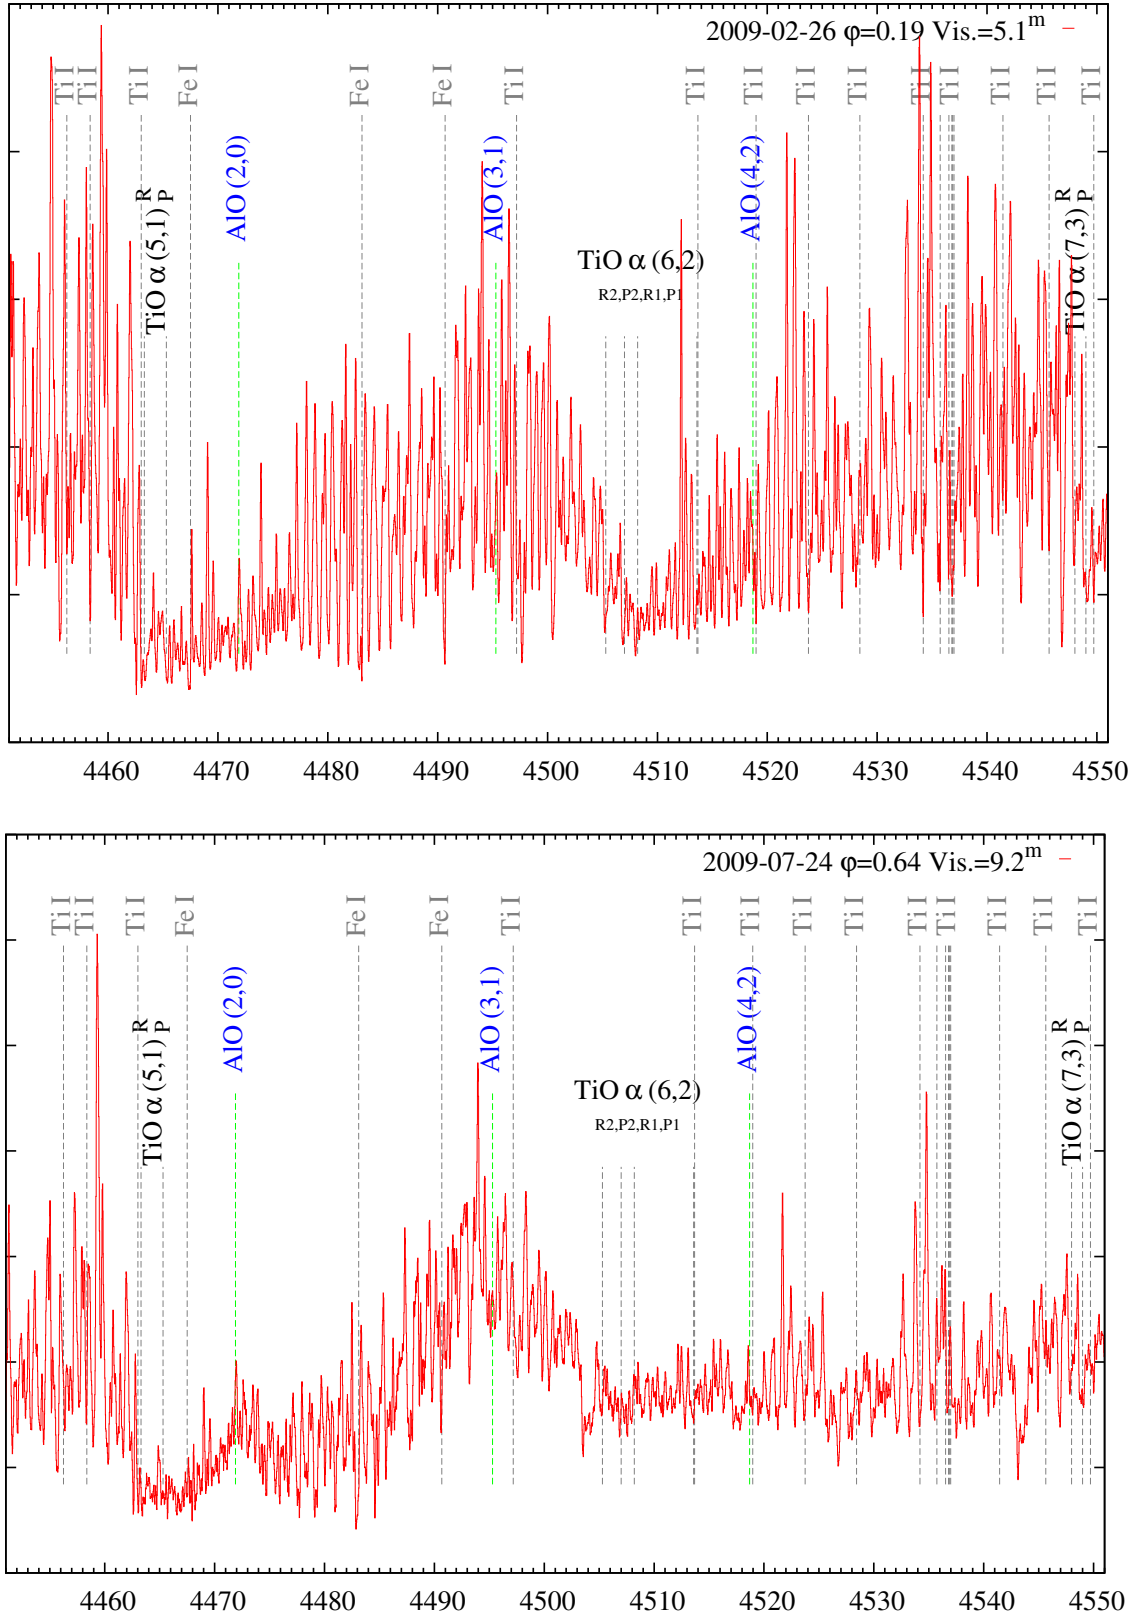 2009-02-26 φ=0.19 Vis.=5.1m
Ti I
Ti I
Ti I
Fe I
Fe I
Fe I
Ti I
Ti I
Ti I
Ti I
Ti I
Ti I
Ti I
Ti I
Ti I
Ti I
TiO α (5,1) R P
AlO (2,0)
AlO (3,1)
TiO α (6,2)
R2,P2,R1,P1
AlO (4,2)
TiO α (7,3) R P
4460 4470 4480 4490 4500 4510 4520 4530 4540 4550
2009-07-24 φ=0.64 Vis.=9.2m
Ti I
Ti I
Ti I
Fe I
Fe I
Fe I
Ti I
Ti I
Ti I
Ti I
Ti I
Ti I
Ti I
Ti I
Ti I
Ti I
TiO α (5,1) R P
AlO (2,0)
AlO (3,1)
TiO α (6,2)
R2,P2,R1,P1
AlO (4,2)
TiO α (7,3) R P
4460 4470 4480 4490 4500 4510 4520 4530 4540 4550